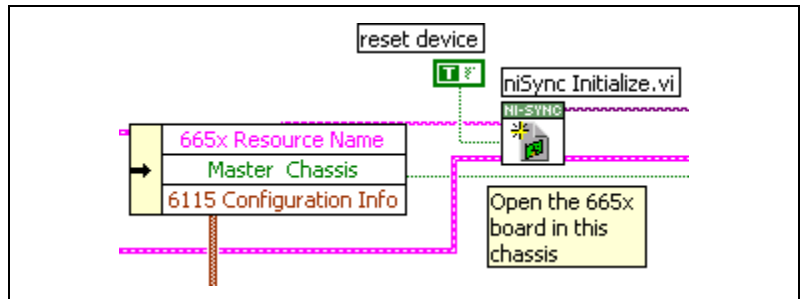 reset device
T
niSync Initialize.vi
NI-SYNC
665x Resource Name
Master Chassis
6115 Configuration Info
Open the 665x
board in this
chassis